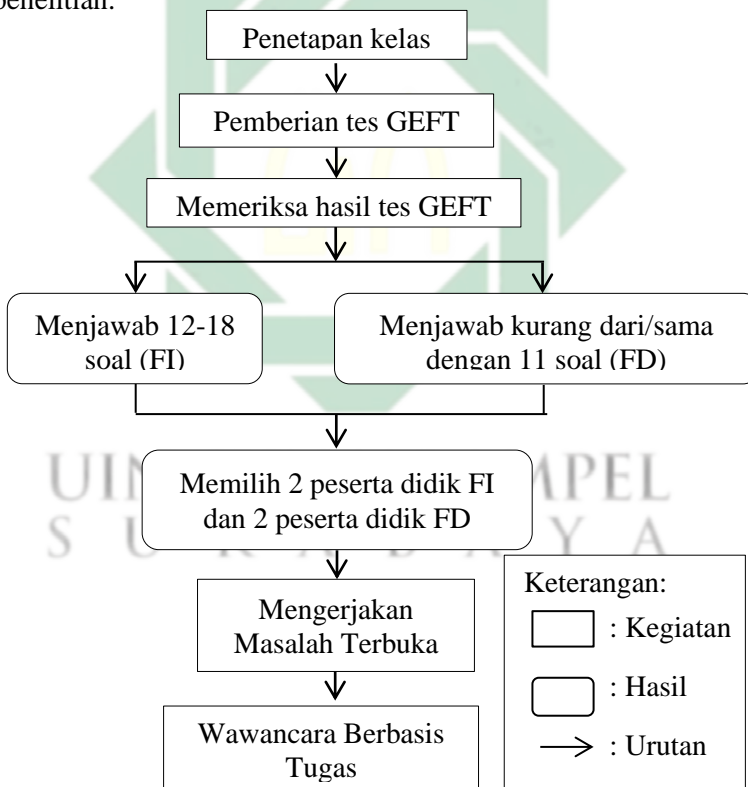 penelitian.
Penetapan kelas
Pemberian tes GEFT
Memeriksa hasil tes GEFT
Menjawab 12-18
soal (FI)
Menjawab kurang dari/sama
dengan 11 soal (FD)
Memilih 2 peserta didik FI
dan 2 peserta didik FD
Mengerjakan
Masalah Terbuka
Wawancara Berbasis
Tugas
Keterangan:
: Kegiatan
: Hasil
: Urutan